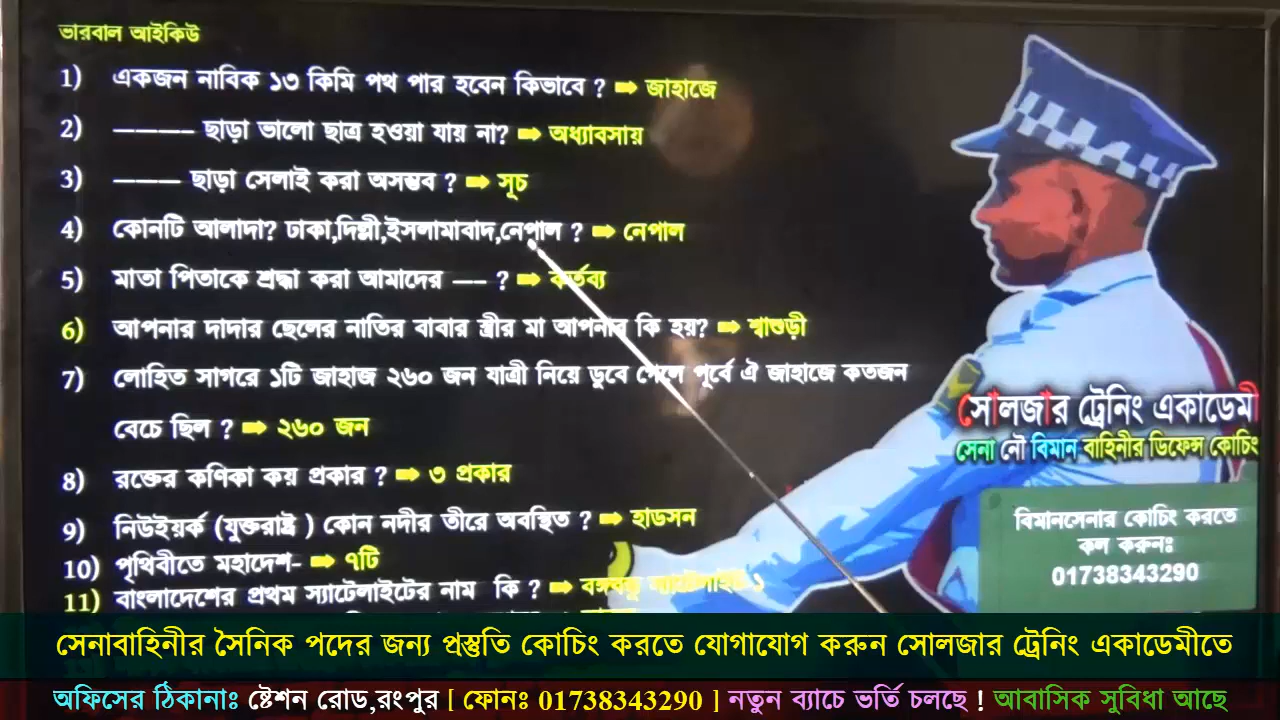 ভারবাল আইকিউ
1) একজন নাবিক ১৩ কিমি পথ পার হবেন কিভাবে ? ➡ জাহাজে
2) ———– ছাড়া ভালো ছাত্র হওয়া যায় না? ➡ অধ্যাবসায়
3) ——— ছাড়া সেলাই করা অসম্ভব ? ➡ সূচ
4) কোনটি আলাদা? ঢাকা,দিল্লী,ইসলামাবাদ,নেপাল ? ➡ নেপাল
5) মাতা পিতাকে শ্রদ্ধা করা আমাদের —– ? ➡ কর্তব্য
6) আপনার দাদার ছেলের নাতির বাবার স্ত্রীর মা আপনার কি হয়? ➡ শ্বাশুড়ী
7) লোহিত সাগরে ১টি জাহাজ ২৬০ জন যাত্রী নিয়ে ডুবে গেলে পূর্বে ঐ জাহাজে কতজন
বেচে ছিল ? ➡ ২৬০ জন
8) রক্তের কণিকা কয় প্রকার ? ➡ ৩ প্রকার
9) নিউইয়র্ক (যুক্তরাষ্ট্র ) কোন নদীর তীরে অবস্থিত ? ➡ হাডসন
10) পৃথিবীতে মহাদেশ- ➡ ৭টি
11) বাংলাদেশের প্রথম স্যাটেলাইটের নাম কি ? ➡ বঙ্গবন্ধু স্যাটেলাইট ১
সোলজার ট্রেনিং একাডেমী
সেনা নৌ বিমান বাহিনীর ডিফেন্স কোচিং
বিমানসেনার কোচিং করতে
কল করুনঃ
01738343290
সেনাবাহিনীর সৈনিক পদের জন্য প্রস্তুতি কোচিং করতে যোগাযোগ করুন সোলজার ট্রেনিং একাডেমীতে
অফিসের ঠিকানাঃ ষ্টেশন রোড,রংপুর [ ফোনঃ 01738343290 ] নতুন ব্যাচে ভর্তি চলছে ! আবাসিক সুবিধা আছে